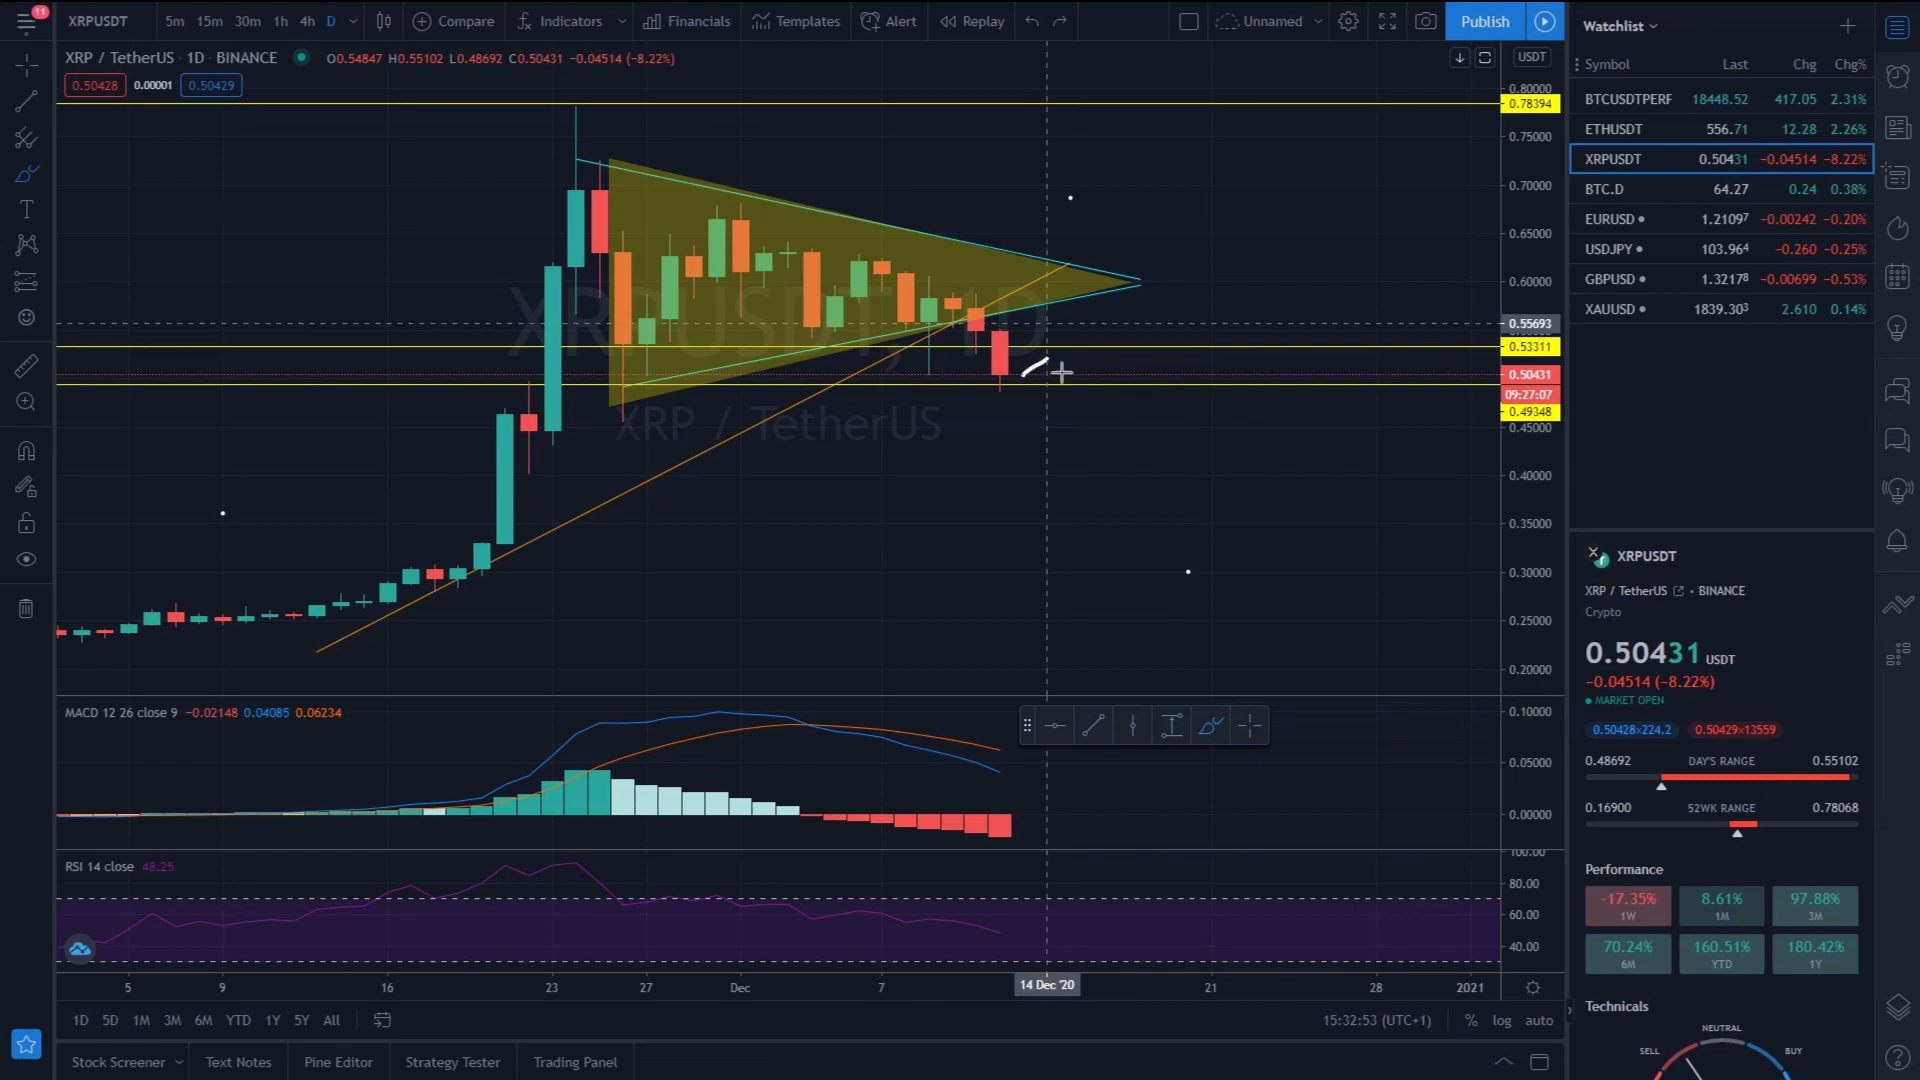 11
XRPUSDT 5m 15m 30m 1h 4h D Compare Indicators Financials Templates Alert Replay Unnamed Publish
XRP / TetherUS · 1D · BINANCE O0.54847 H0.55102 L0.48692 C0.50431 −0.04514 (−8.22%)
0.50428 0.00001 0.50429
USDT
0.80000
0.78394
0.75000
0.70000
0.65000
0.60000
0.55693
0.53311
0.50431
09:27:07
0.49348
0.45000
0.40000
0.35000
0.30000
0.25000
0.20000
XRPUSDT, 1D
XRP / TetherUS
MACD 12 26 close 9 −0.02148 0.04085 0.06234
0.10000
0.05000
0.00000
RSI 14 close 48.25
100.00
80.00
60.00
40.00
5 9 16 23 27 Dec 7 14 Dec '20 21 28 2021
1D 5D 1M 3M 6M YTD 1Y 5Y All 15:32:53 (UTC+1) % log auto
Stock Screener Text Notes Pine Editor Strategy Tester Trading Panel
Watchlist
Symbol Last Chg Chg%
BTCUSDTPERF 18448.52 417.05 2.31%
ETHUSDT 556.71 12.28 2.26%
XRPUSDT 0.50431 −0.04514 −8.22%
BTC.D 64.27 0.24 0.38%
EURUSD 1.21097 −0.00242 −0.20%
USDJPY 103.964 −0.260 −0.25%
GBPUSD 1.32178 −0.00699 −0.53%
XAUUSD 1839.303 2.610 0.14%
XRPUSDT
XRP / TetherUS • BINANCE
Crypto
0.50431 USDT
−0.04514 (−8.22%)
MARKET OPEN
0.50428×224.2 0.50429×13559
0.48692 DAY'S RANGE 0.55102
0.16900 52WK RANGE 0.78068
Performance
-17.35% 8.61% 97.88%
1W 1M 3M
70.24% 160.51% 180.42%
6M YTD 1Y
Technicals
NEUTRAL
SELL BUY